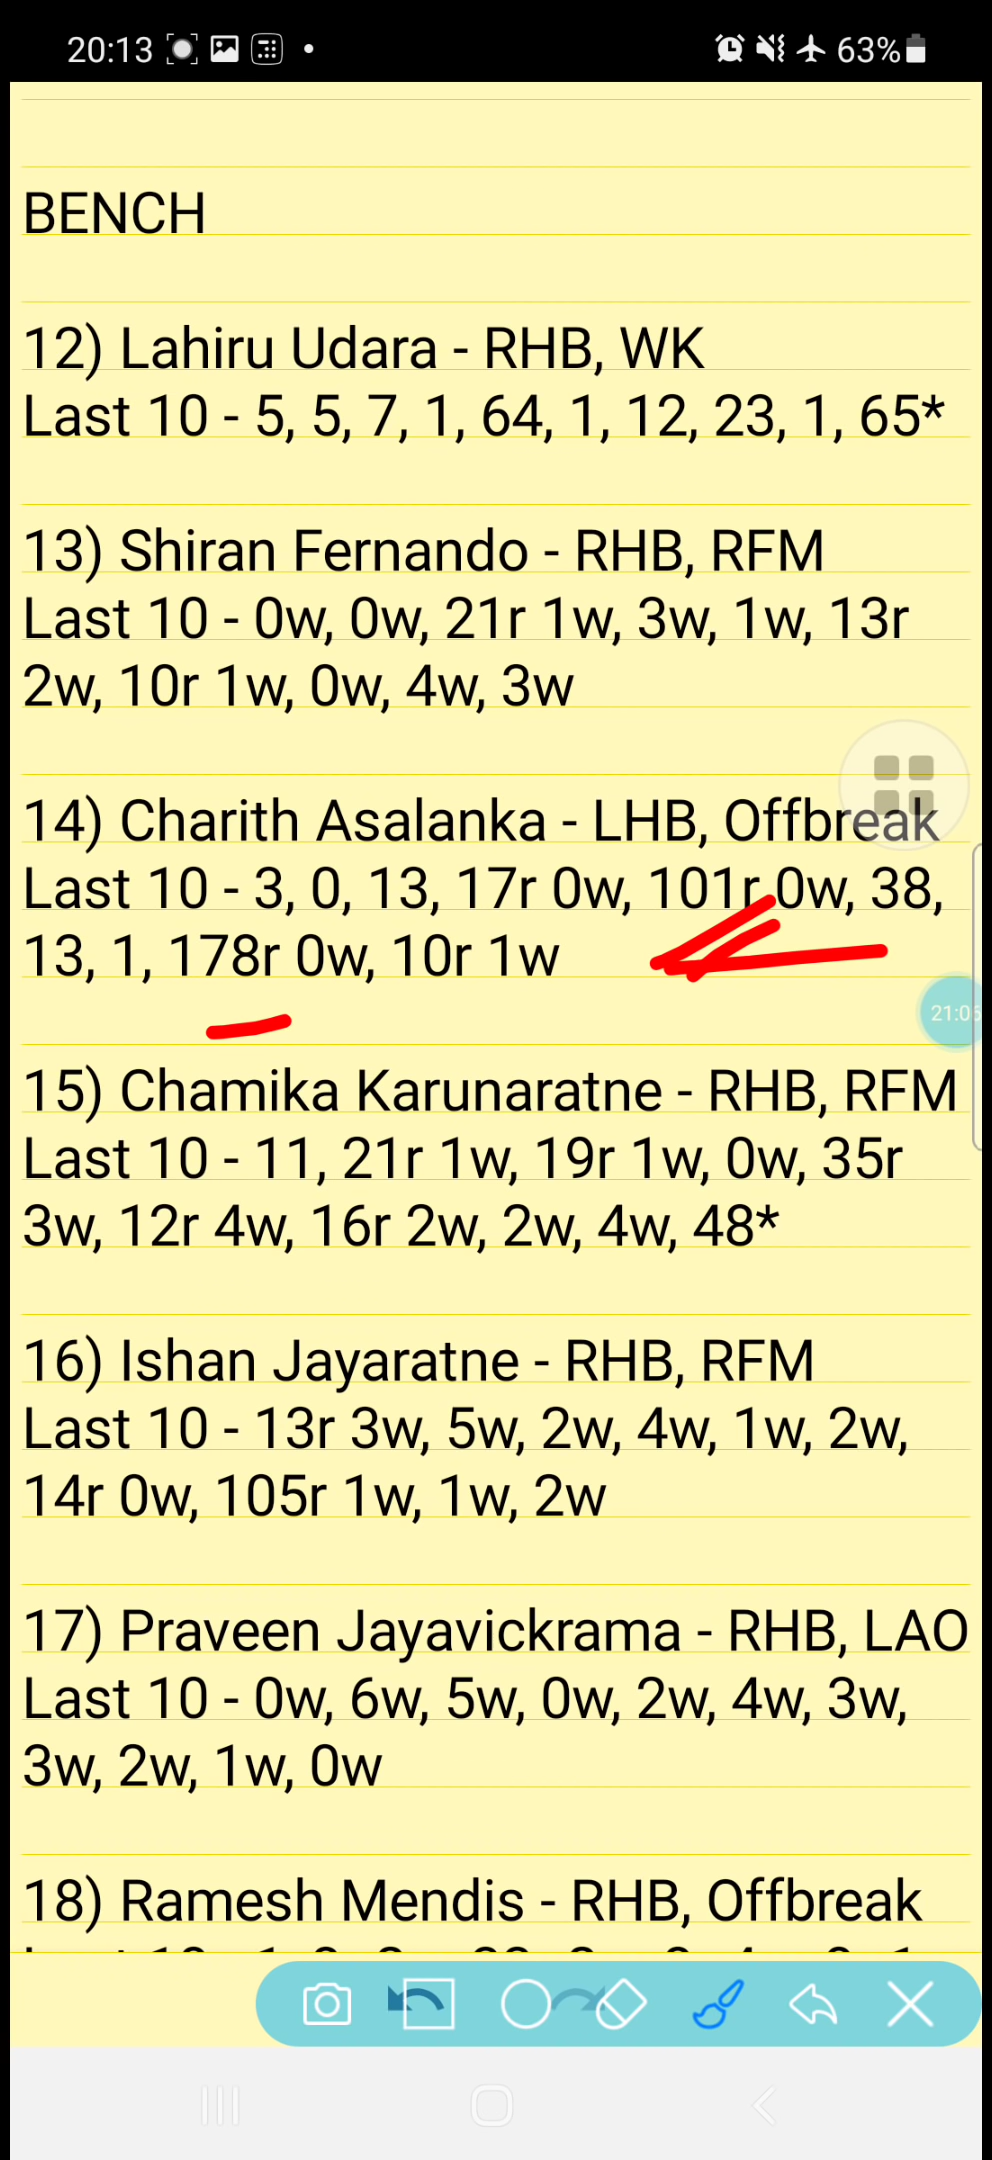 20:13
63%
BENCH
12) Lahiru Udara - RHB, WK
Last 10 - 5, 5, 7, 1, 64, 1, 12, 23, 1, 65*
13) Shiran Fernando - RHB, RFM
Last 10 - 0w, 0w, 21r 1w, 3w, 1w, 13r
2w, 10r 1w, 0w, 4w, 3w
14) Charith Asalanka - LHB, Offbreak
Last 10 - 3, 0, 13, 17r 0w, 101r 0w, 38,
13, 1, 178r 0w, 10r 1w
21:05
15) Chamika Karunaratne - RHB, RFM
Last 10 - 11, 21r 1w, 19r 1w, 0w, 35r
3w, 12r 4w, 16r 2w, 2w, 4w, 48*
16) Ishan Jayaratne - RHB, RFM
Last 10 - 13r 3w, 5w, 2w, 4w, 1w, 2w,
14r 0w, 105r 1w, 1w, 2w
17) Praveen Jayavickrama - RHB, LAO
Last 10 - 0w, 6w, 5w, 0w, 2w, 4w, 3w,
3w, 2w, 1w, 0w
18) Ramesh Mendis - RHB, Offbreak